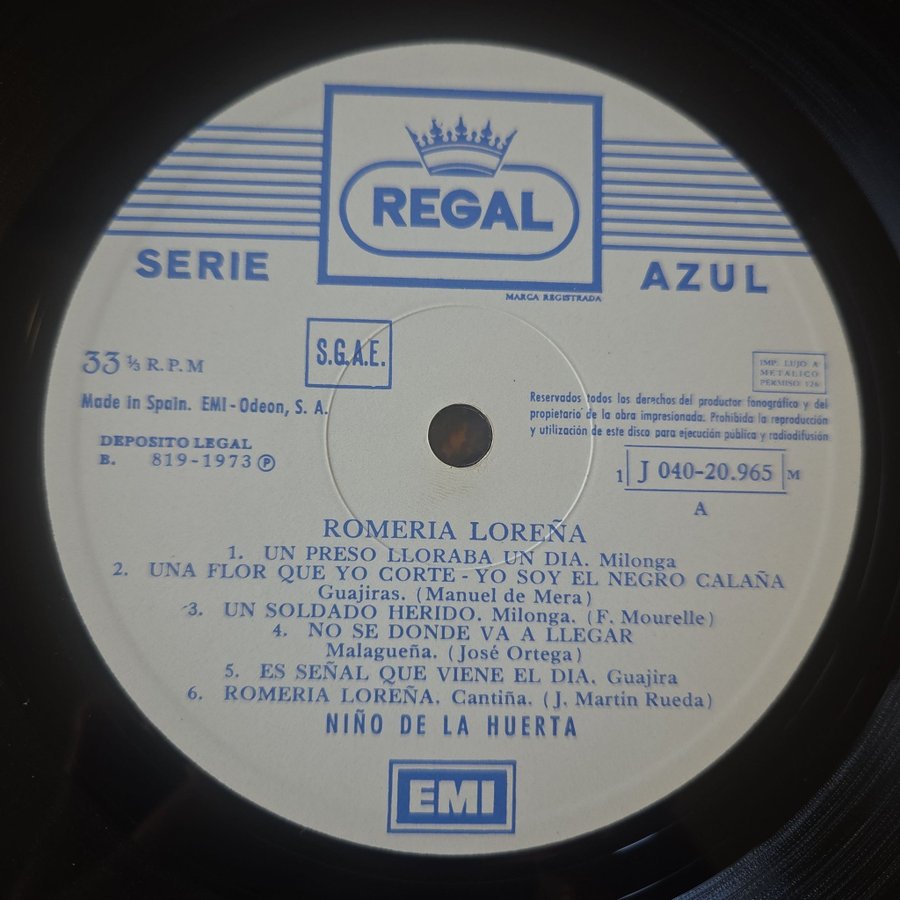 REGAL
SERIE AZUL
MARCA REGISTRADA
33 ⅓ R.P.M
S.G.A.E.
IMP. LUJO A
METALICO
PERMISO 126
Made in Spain. EMI-Odeon, S. A.
Reservados todos los derechos del productor fonográfico y del
propietario de la obra impresionada. Prohibida la reproducción
y utilización de este disco para ejecución pública y radiodifusión
DEPOSITO LEGAL
B. 819-1973 Ⓟ
1 J 040-20.965 M
A
ROMERIA LOREÑA
1. UN PRESO LLORABA UN DIA. Milonga
2. UNA FLOR QUE YO CORTE - YO SOY EL NEGRO CALAÑA
Guajiras. (Manuel de Mera)
3. UN SOLDADO HERIDO. Milonga. (F. Mourelle)
4. NO SE DONDE VA A LLEGAR
Malagueña. (José Ortega)
5. ES SEÑAL QUE VIENE EL DIA. Guajira
6. ROMERIA LOREÑA. Cantiña. (J. Martín Rueda)
NIÑO DE LA HUERTA
EMI